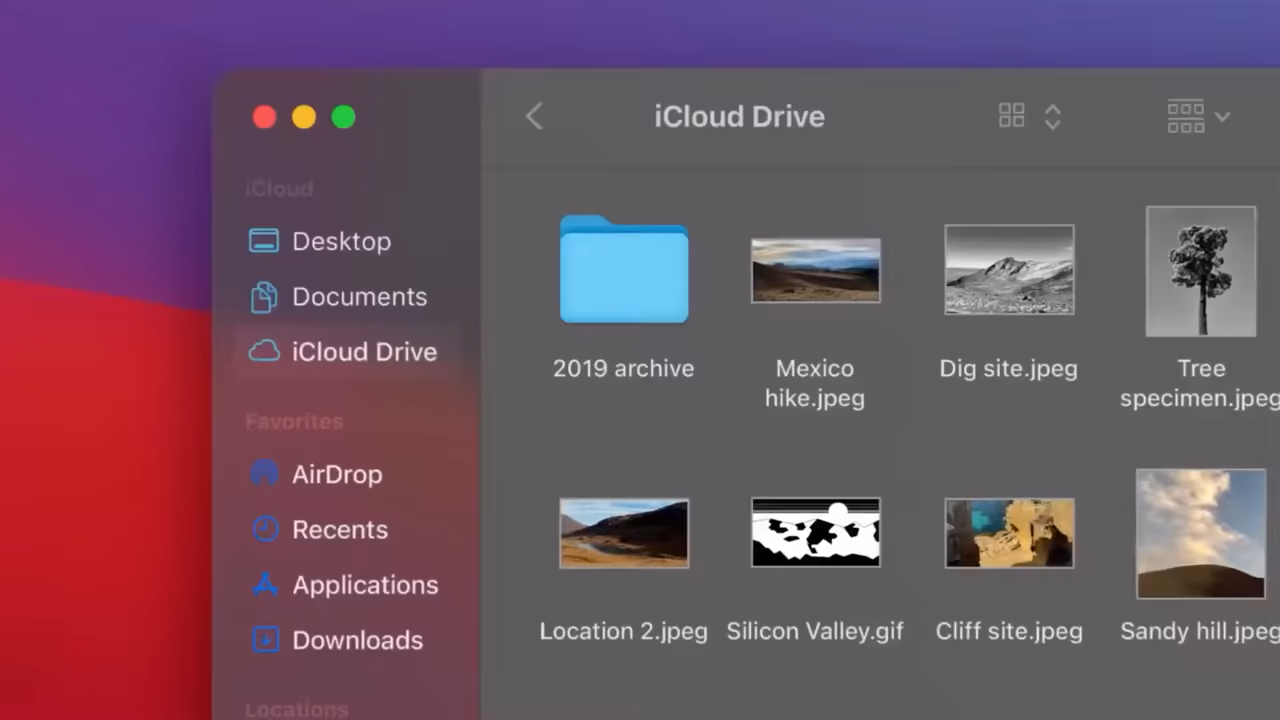 iCloud Drive
iCloud
Desktop
Documents
iCloud Drive
Favorites
AirDrop
Recents
Applications
Downloads
Locations
2019 archive
Mexico
hike.jpeg
Dig site.jpeg
Tree
specimen.jpeg
Location 2.jpeg
Silicon Valley.gif
Cliff site.jpeg
Sandy hill.jpeg